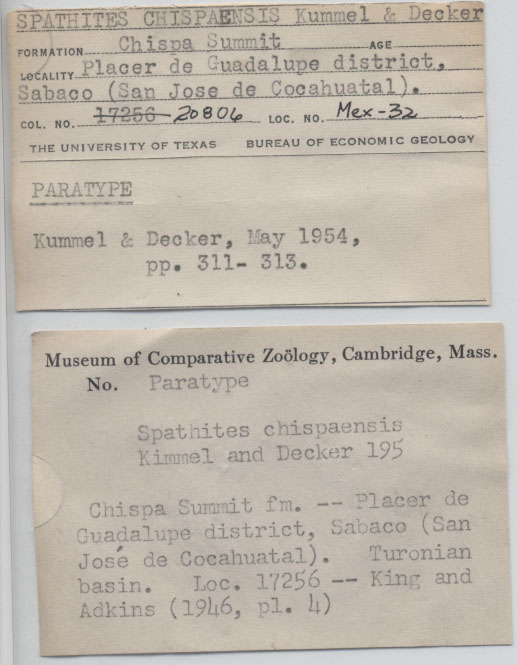 SPATHITES CHISPAENSIS Kummel & Decker
FORMATION Chispa Summit AGE
LOCALITY Placer de Guadalupe district,
Sabaco (San Jose de Cocahuatal).
COL. NO. 17256 20806 LOC. NO. Mex-32
THE UNIVERSITY OF TEXAS BUREAU OF ECONOMIC GEOLOGY
PARATYPE
Kummel & Decker, May 1954,
pp. 311- 313.
Museum of Comparative Zoölogy, Cambridge, Mass.
No. Paratype
Spathites chispaensis
Kimmel and Decker 195
Chispa Summit fm. -- Placer de
Guadalupe district, Sabaco (San
José de Cocahuatal). Turonian
basin. Loc. 17256 -- King and
Adkins (1946, pl. 4)